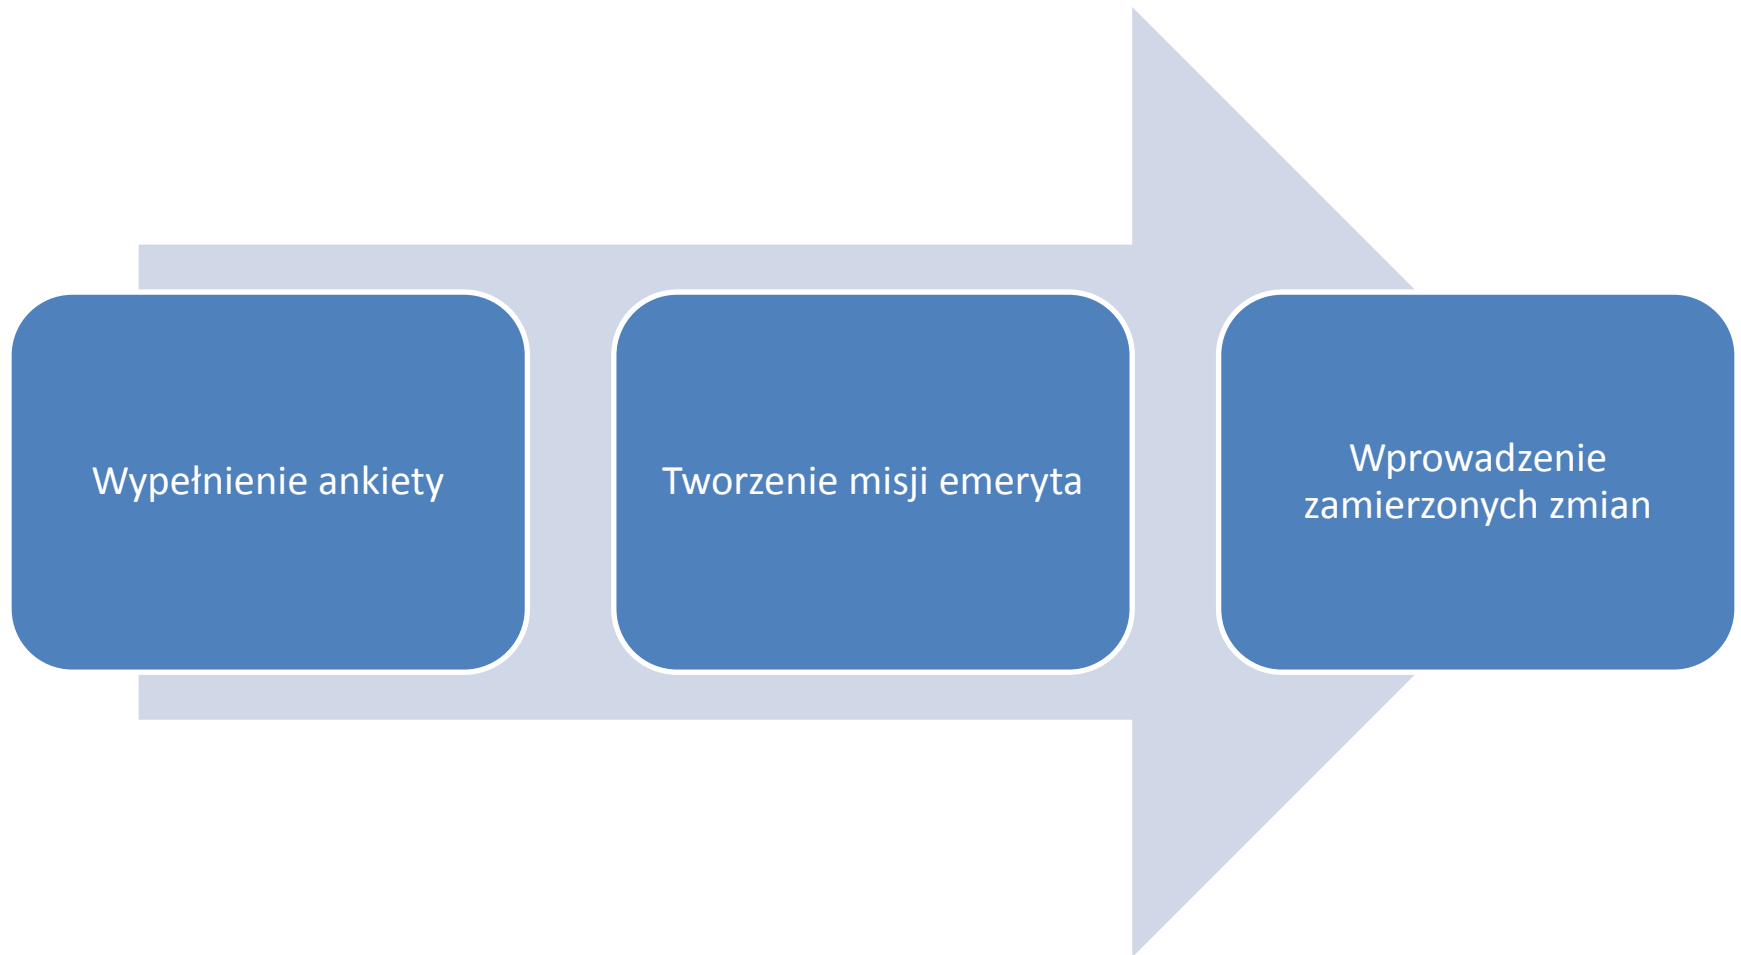 Wypełnienie ankiety
Tworzenie misji emeryta
Wprowadzenie
zamierzonych zmian